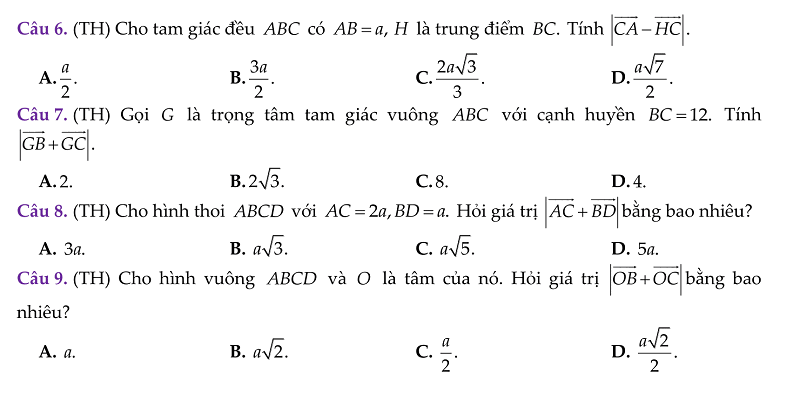 Câu 6. (TH) Cho tam giác đều ABC có AB = a, H là trung điểm BC. Tính |$\overrightarrow{CA} - \overrightarrow{HC}$|.
A. $\frac{a}{2}$. B. $\frac{3a}{2}$. C. $\frac{2a\sqrt{3}}{3}$. D. $\frac{a\sqrt{7}}{2}$.
Câu 7. (TH) Gọi G là trọng tâm tam giác vuông ABC với cạnh huyền BC = 12. Tính
|$\overrightarrow{GB} + \overrightarrow{GC}$|.
A. 2. B. $2\sqrt{3}$. C. 8. D. 4.
Câu 8. (TH) Cho hình thoi ABCD với AC = 2a, BD = a. Hỏi giá trị |$\overrightarrow{AC} + \overrightarrow{BD}$| bằng bao nhiêu?
A. 3a. B. $a\sqrt{3}$. C. $a\sqrt{5}$. D. 5a.
Câu 9. (TH) Cho hình vuông ABCD và O là tâm của nó. Hỏi giá trị |$\overrightarrow{OB} + \overrightarrow{OC}$| bằng bao
nhiêu?
A. a. B. $a\sqrt{2}$. C. $\frac{a}{2}$. D. $\frac{a\sqrt{2}}{2}$.